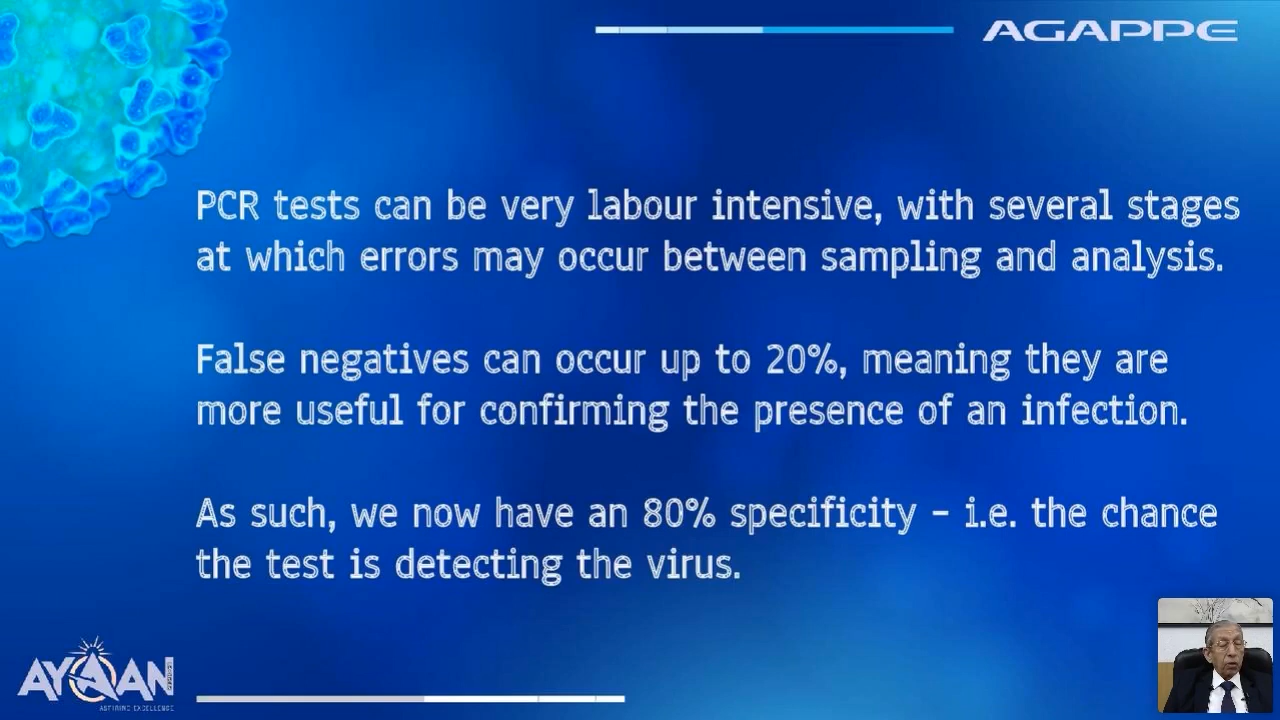 AGAPPE
PCR tests can be very labour intensive, with several stages
at which errors may occur between sampling and analysis.
False negatives can occur up to 20%, meaning they are
more useful for confirming the presence of an infection.
As such, we now have an 80% specificity - i.e. the chance
the test is detecting the virus.
AYAAN
ASPIRING EXCELLENCE